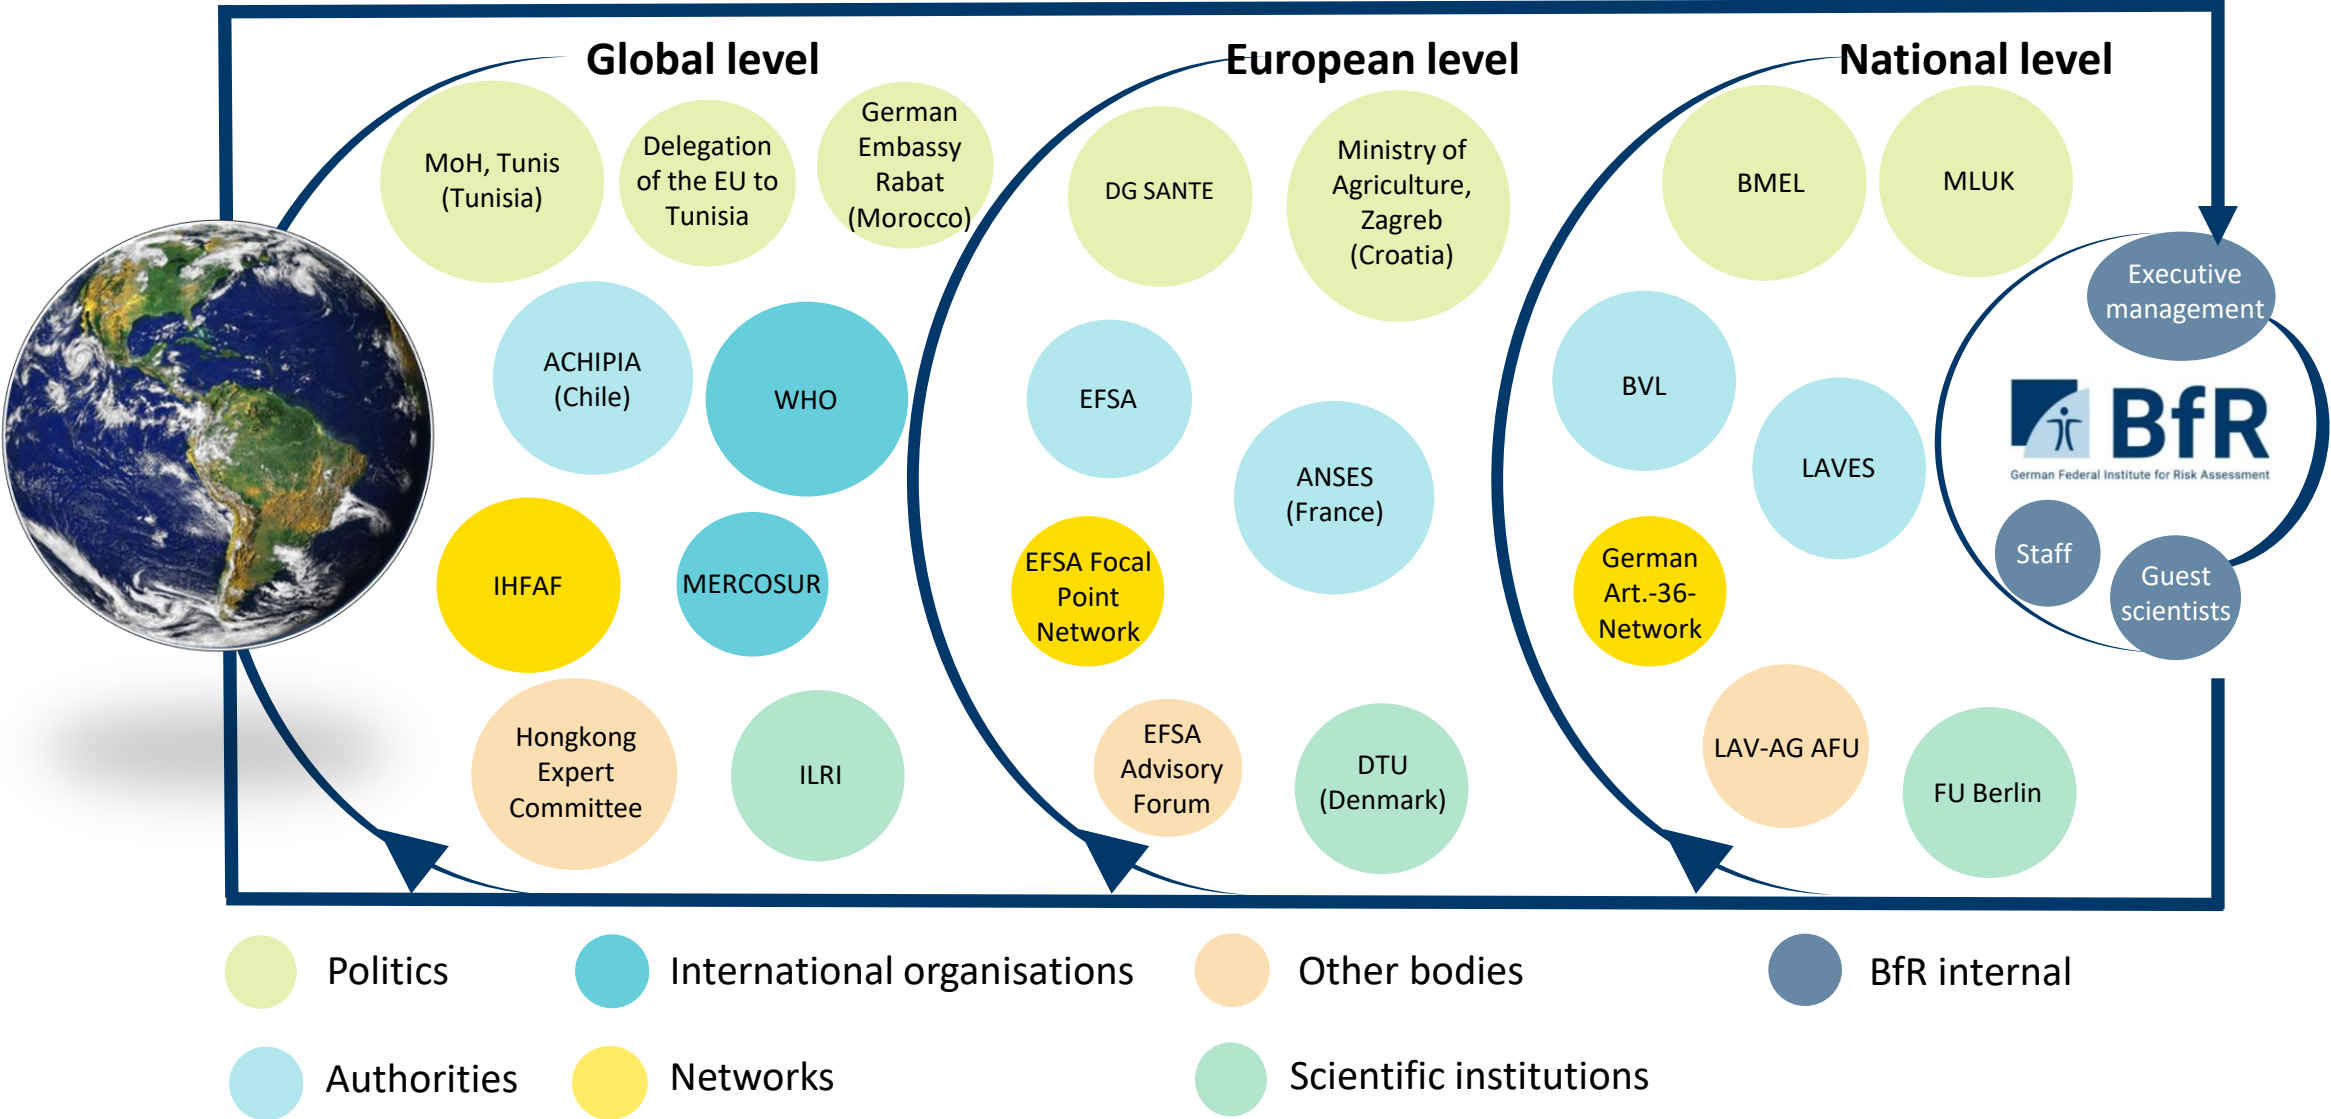 Global level
European level
National level
MoH, Tunis
(Tunisia)
Delegation
of the EU to
Tunisia
German
Embassy
Rabat
(Morocco)
ACHIPIA
(Chile)
WHO
IHFAF
MERCOSUR
Hongkong
Expert
Committee
ILRI
DG SANTE
Ministry of
Agriculture,
Zagreb
(Croatia)
EFSA
ANSES
(France)
EFSA Focal
Point
Network
EFSA
Advisory
Forum
DTU
(Denmark)
BMEL
MLUK
BVL
LAVES
German
Art.-36-
Network
LAV-AG AFU
FU Berlin
Executive
management
BfR
German Federal Institute for Risk Assessment
Staff
Guest
scientists
Politics
International organisations
Other bodies
BfR internal
Authorities
Networks
Scientific institutions